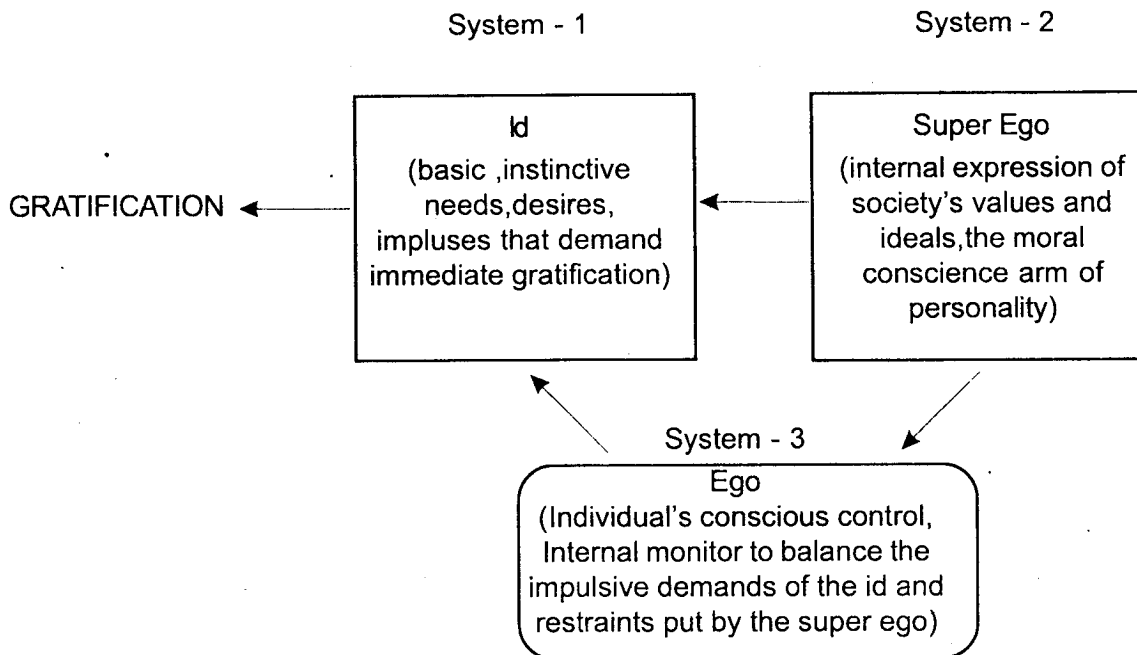 System - 1
System - 2
Id
(basic ,instinctive
needs,desires,
impluses that demand
immediate gratification)
Super Ego
(internal expression of
society's values and
ideals,the moral
conscience arm of
personality)
GRATIFICATION
System - 3
Ego
(Individual's conscious control,
Internal monitor to balance the
impulsive demands of the id and
restraints put by the super ego)